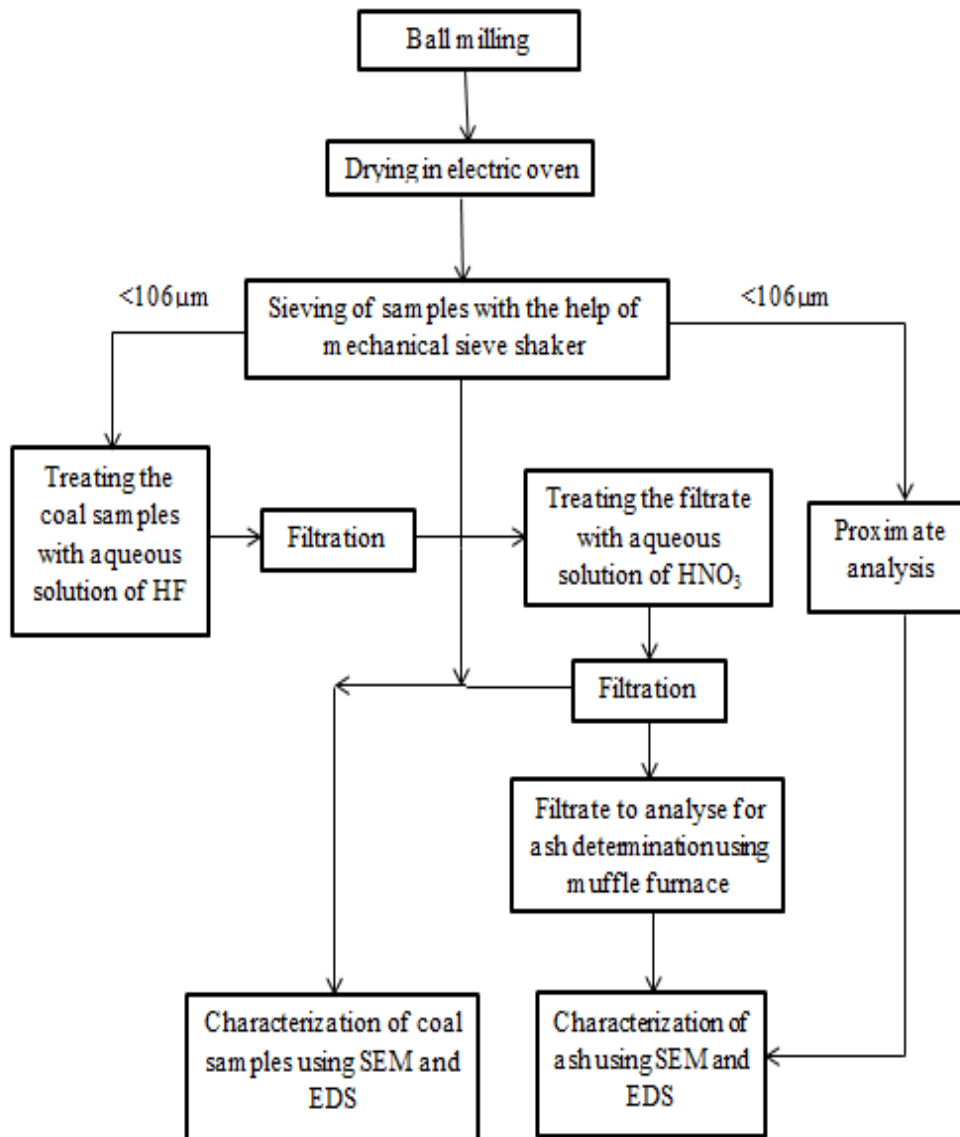 Ball milling
Drying in electric oven
<106µm
<106µm
Sieving of samples with the help of
mechanical sieve shaker
Treating the
coal samples
with aqueous
solution of HF
Filtration
Treating the filtrate
with aqueous
solution of HNO₃
Proximate
analysis
Filtration
Filtrate to analyse for
ash determination using
muffle furnace
Characterization of coal
samples using SEM and
EDS
Characterization of
ash using SEM and
EDS